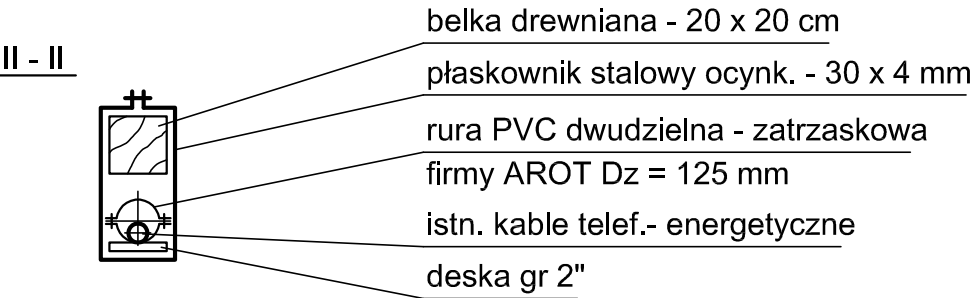 II - II
belka drewniana - 20 x 20 cm
płaskownik stalowy ocynk. - 30 x 4 mm
rura PVC dwudzielna - zatrzaskowa
firmy AROT Dz = 125 mm
istn. kable telef.- energetyczne
deska gr 2"